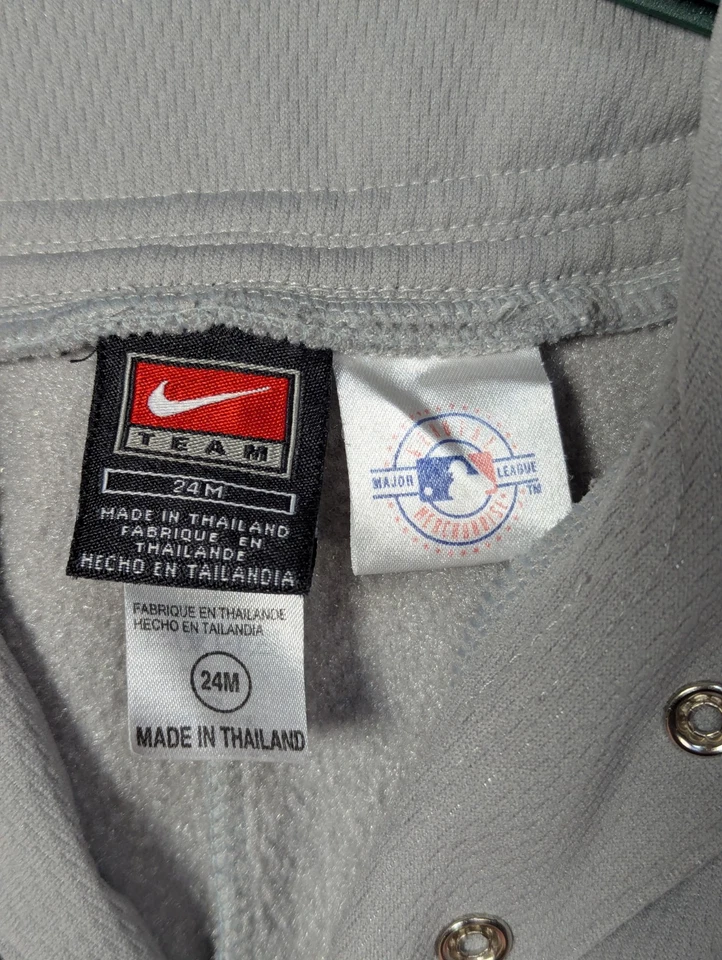 TEAM
24M
MADE IN THAILAND
FABRIQUE EN
THAILANDE
HECHO EN TAILANDIA
FABRIQUE EN THAILANDE
HECHO EN TAILANDIA
24M
MADE IN THAILAND
MAJOR LEAGUE
TM
MERCHANDISE